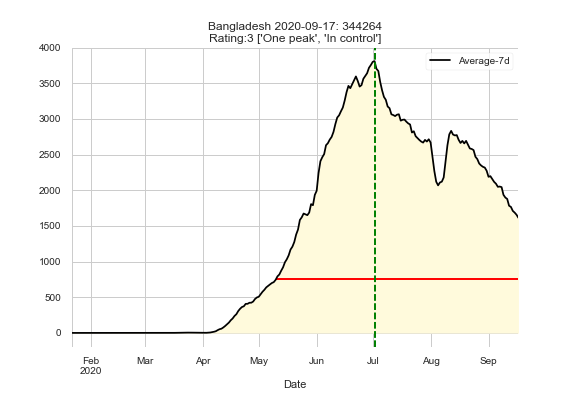 Bangladesh 2020-09-17: 344264
Rating:3 ['One peak', 'In control']
4000
3500
3000
2500
2000
1500
1000
500
0
Average-7d
Feb Mar Apr May Jun Jul Aug Sep
2020
Date